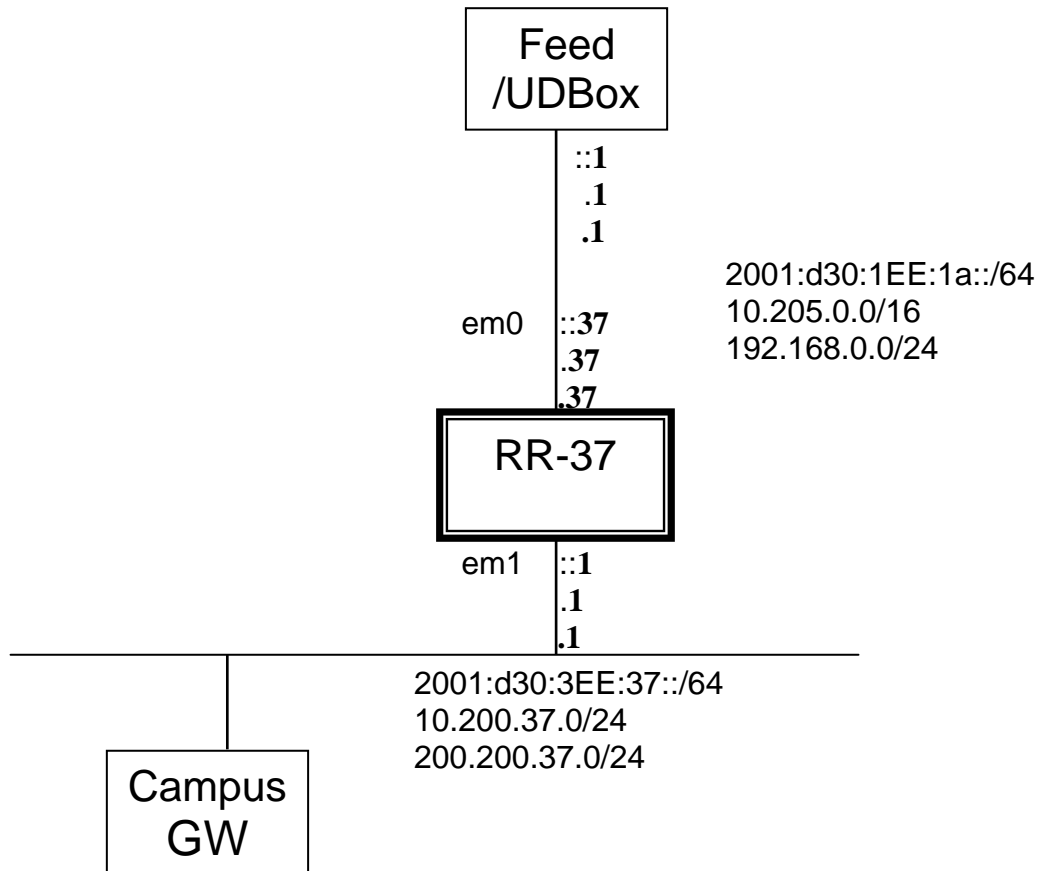 Feed
/UDBox
::1
.1
.1
2001:d30:1EE:1a::/64
10.205.0.0/16
192.168.0.0/24
em0
::37
.37
.37
RR-37
em1
::1
.1
.1
2001:d30:3EE:37::/64
10.200.37.0/24
200.200.37.0/24
Campus
GW